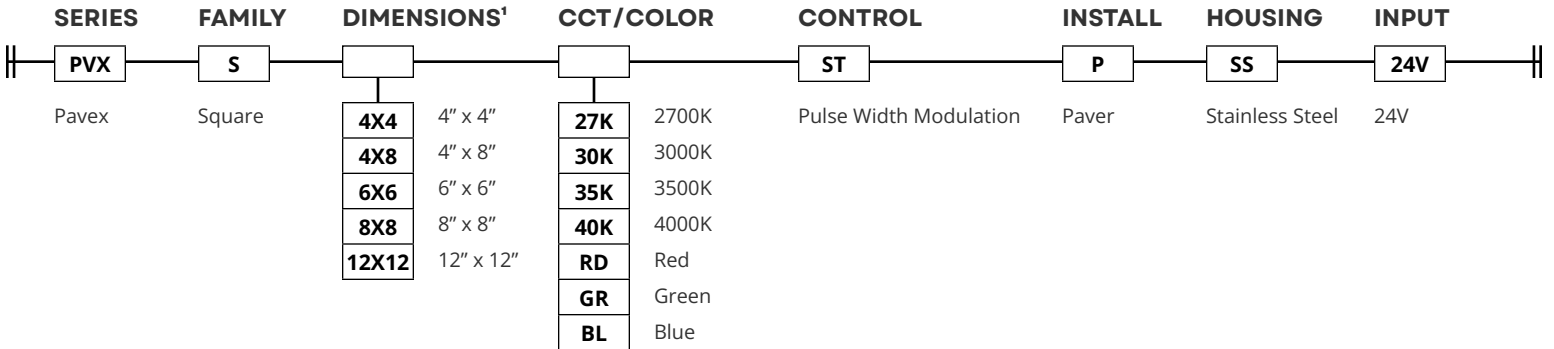 SERIES FAMILY DIMENSIONS¹ CCT/COLOR CONTROL INSTALL HOUSING INPUT
PVX S ST P SS 24V
Pavex Square 4X4 4” x 4” 27K 2700K Pulse Width Modulation Paver Stainless Steel 24V
4X8 4” x 8” 30K 3000K
6X6 6” x 6” 35K 3500K
8X8 8” x 8” 40K 4000K
12X12 12” x 12” RD Red
GR Green
BL Blue